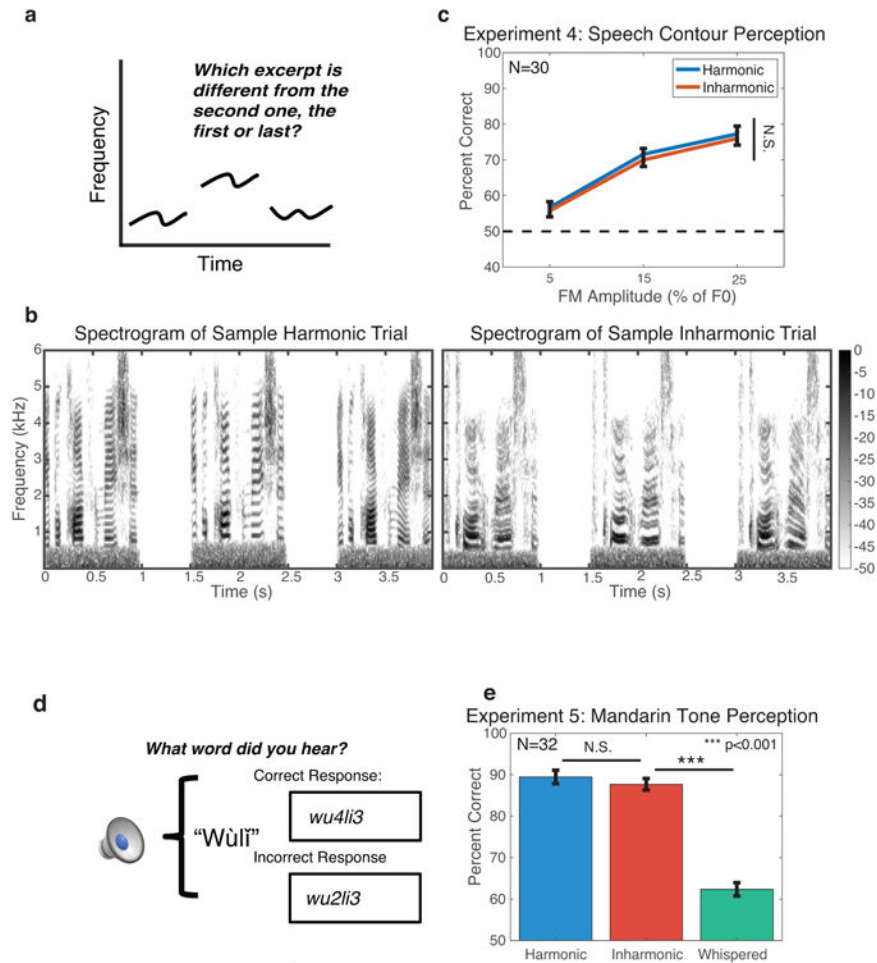 a
Which excerpt is
different from the
second one, the
first or last?
Frequency
Time
c
Experiment 4: Speech Contour Perception
N=30
Harmonic
Inharmonic
N.S.
Percent Correct
100
90
80
70
60
50
40
5
15
25
FM Amplitude (% of F0)
b
Spectrogram of Sample Harmonic Trial
Frequency (kHz)
6
5
4
3
2
1
0
0.5
1
1.5
2
2.5
3
3.5
Time (s)
Spectrogram of Sample Inharmonic Trial
0
0.5
1
1.5
2
2.5
3
3.5
Time (s)
0
-5
-10
-15
-20
-25
-30
-35
-40
-45
-50
d
What word did you hear?
Correct Response:
"Wùlǐ"
wu4li3
Incorrect Response
wu2li3
e
Experiment 5: Mandarin Tone Perception
N=32
N.S.
*** p<0.001
***
Percent Correct
100
90
80
70
60
50
Harmonic
Inharmonic
Whispered